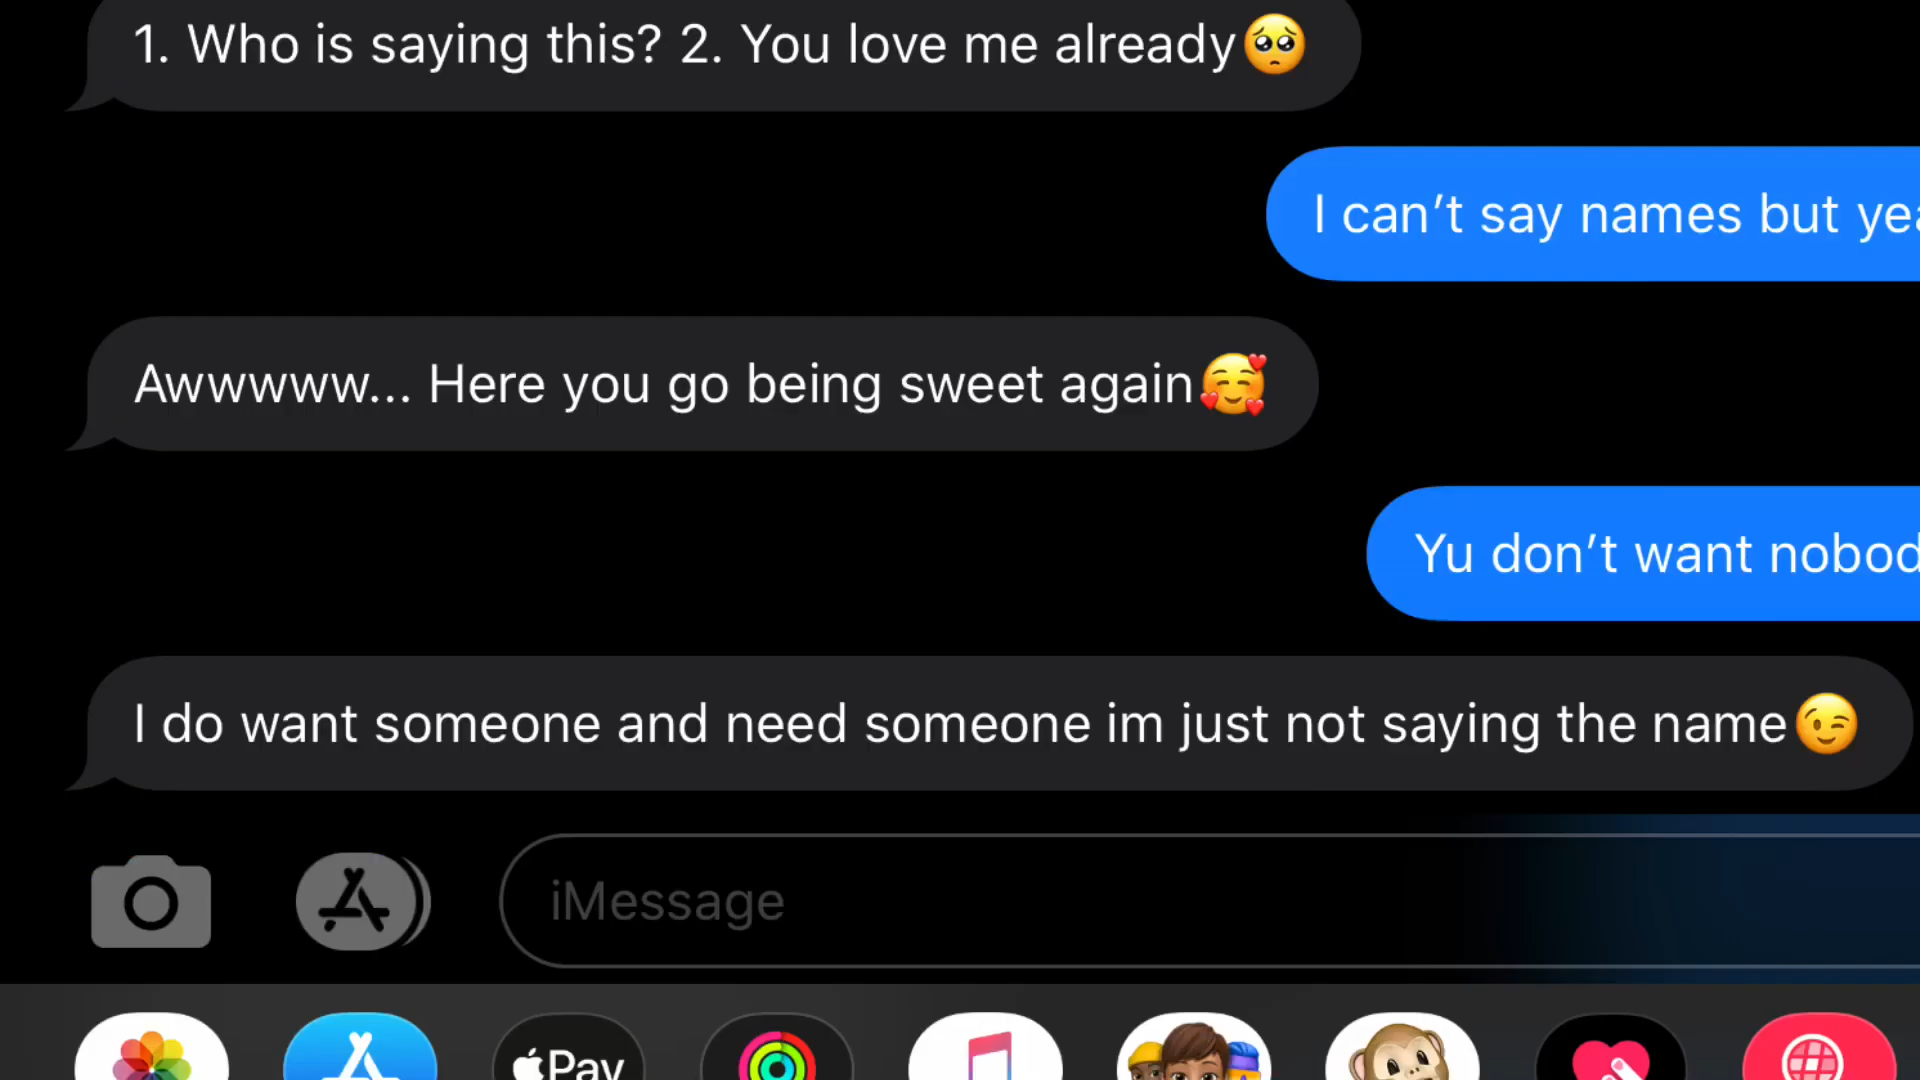 1. Who is saying this? 2. You love me already🥺
I can’t say names but
Awwwww... Here you go being sweet again🥰
Yu don’t want
I do want someone and need someone im just not saying the name😉
iMessage
Pay